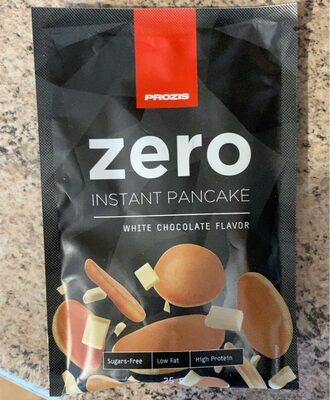 PROZIS
zero
INSTANT PANCAKE
WHITE CHOCOLATE FLAVOR
Sugars-Free Low Fat High Protein